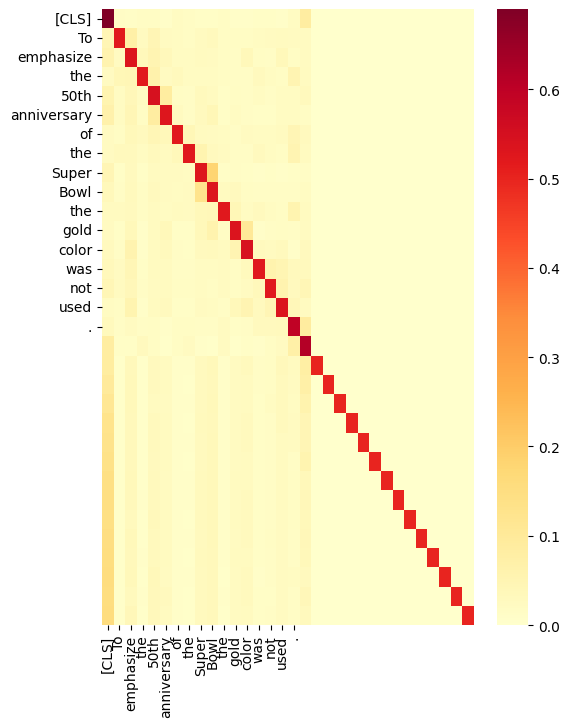 [CLS]
To
emphasize
the
50th
anniversary
of
the
Super
Bowl
the
gold
color
was
not
used
.
0.6
0.5
0.4
0.3
0.2
0.1
0.0
[CLS]
To
emphasize
the
50th
anniversary
of
the
Super
Bowl
the
gold
color
was
not
used
.